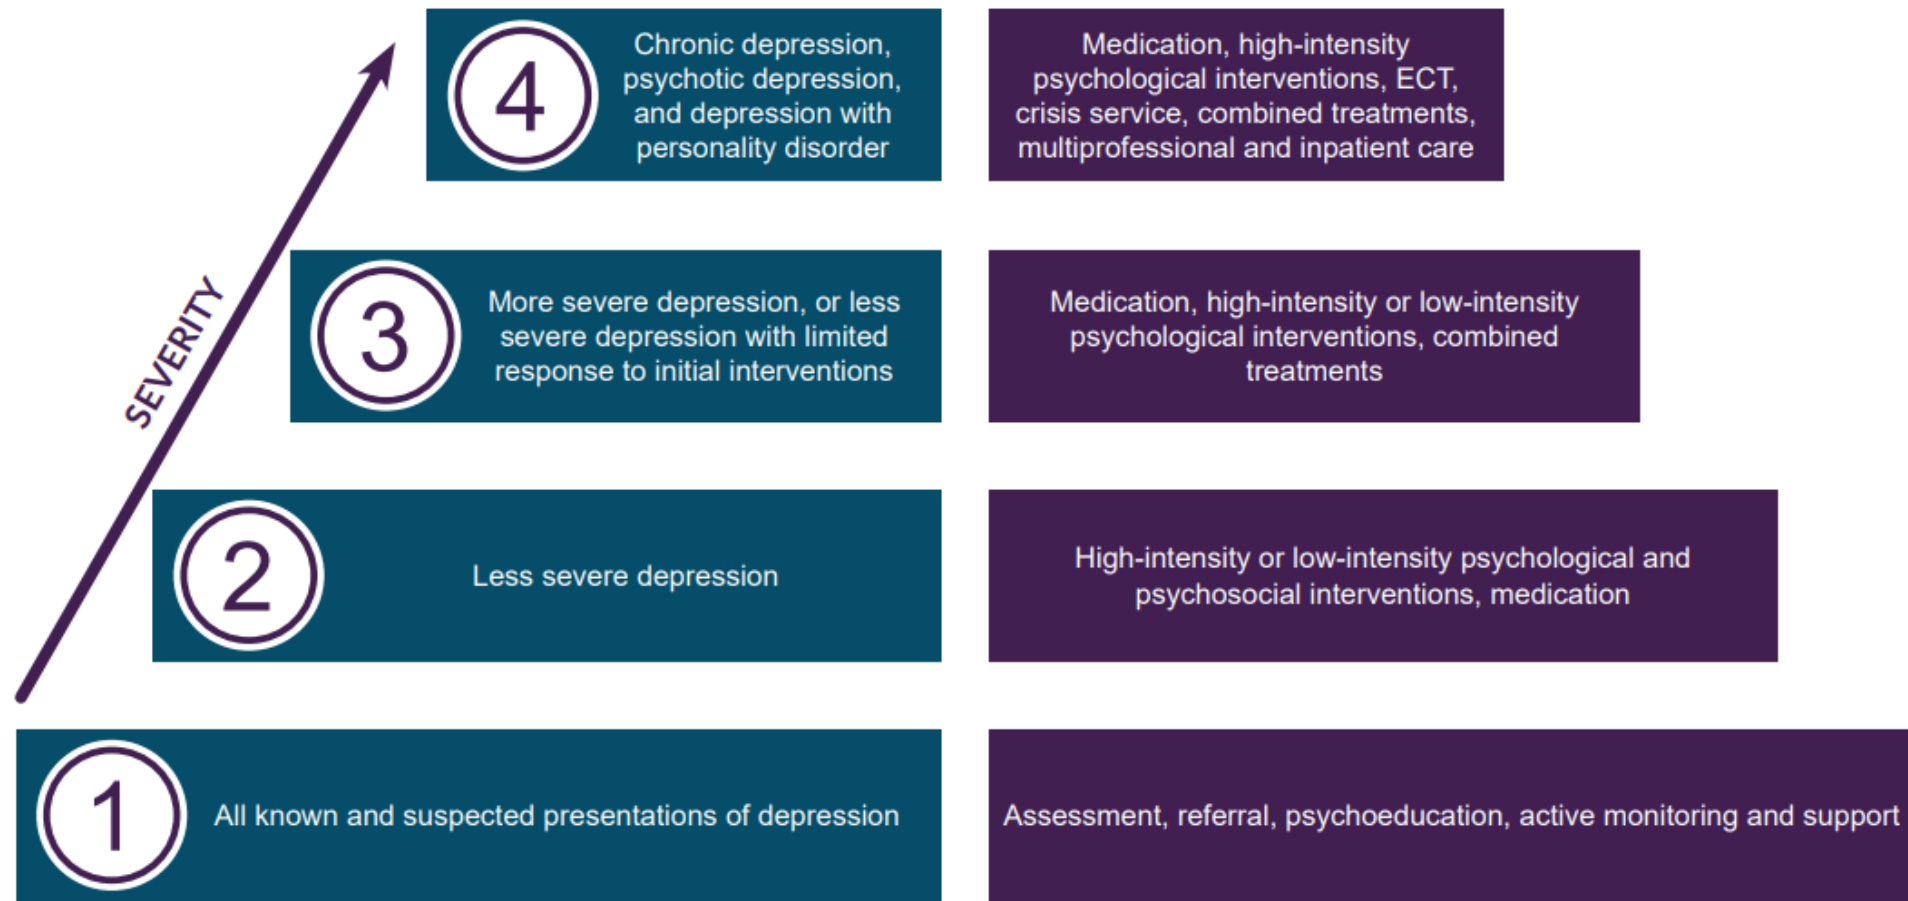 4
Chronic depression,
psychotic depression,
and depression with
personality disorder
Medication, high-intensity
psychological interventions, ECT,
crisis service, combined treatments,
multiprofessional and inpatient care
SEVERITY
3
More severe depression, or less
severe depression with limited
response to initial interventions
Medication, high-intensity or low-intensity
psychological interventions, combined
treatments
2
Less severe depression
High-intensity or low-intensity psychological and
psychosocial interventions, medication
1
All known and suspected presentations of depression
Assessment, referral, psychoeducation, active monitoring and support